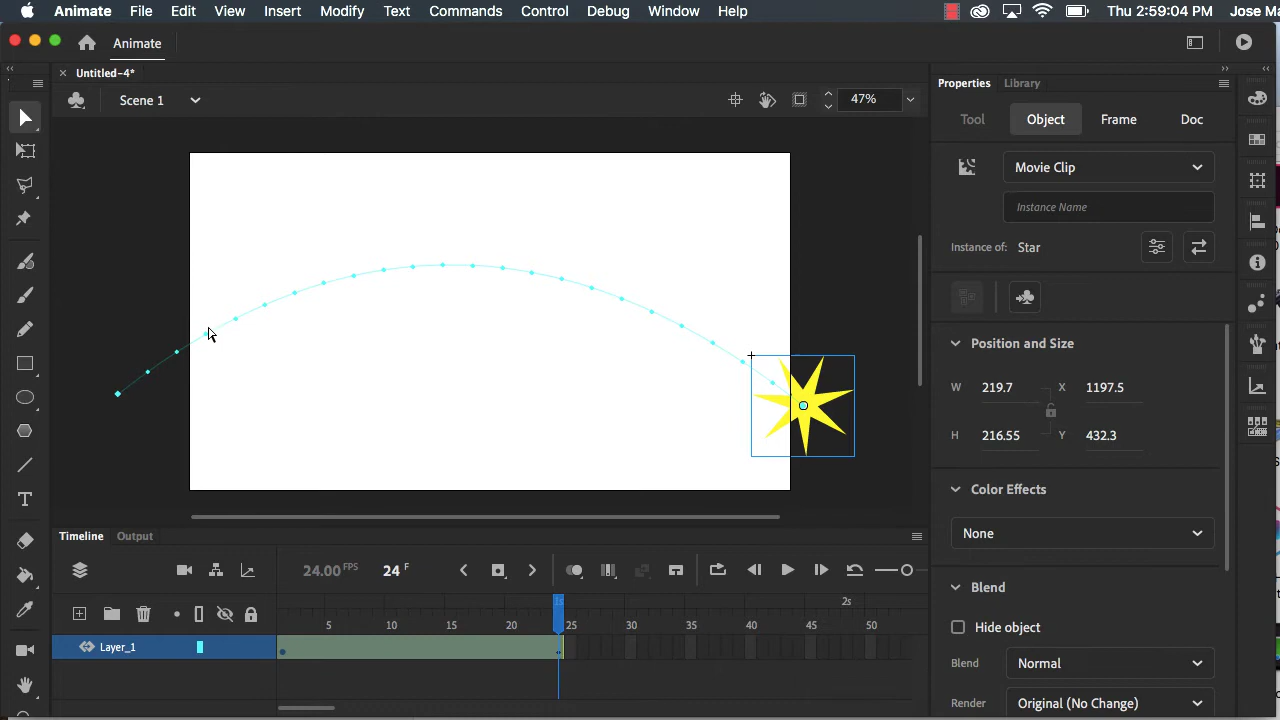 Animate File Edit View Insert Modify Text Commands Control Debug Window Help Thu 2:59:04 PM Jose Ma
Animate
Untitled-4*
Scene 1 47%
Properties Library
Tool Object Frame Doc
Movie Clip
Instance Name
Instance of: Star
Position and Size
W 219.7 X 1197.5
H 216.55 Y 432.3
Color Effects
None
Blend
Hide object
Blend Normal
Render Original (No Change)
Timeline Output
24.00 FPS 24 F
1s 2s
5 10 15 20 25 30 35 40 45 50
Layer_1